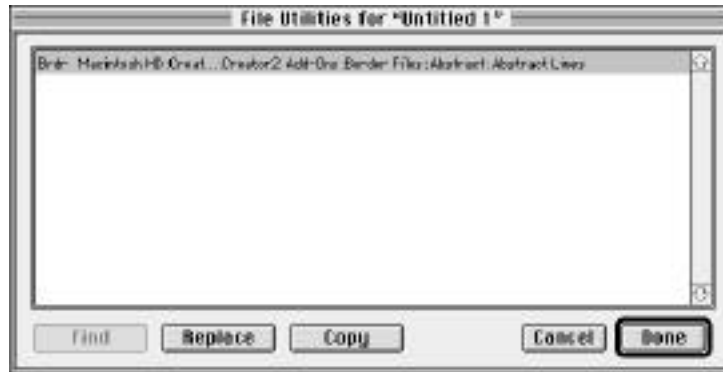 File Utilities for “Untitled 1”
Brdr Macintosh HD:Creat...Creator2 Add-Ons:Border Files:Abstract:Abstract Lines
Find Replace Copy Cancel Done